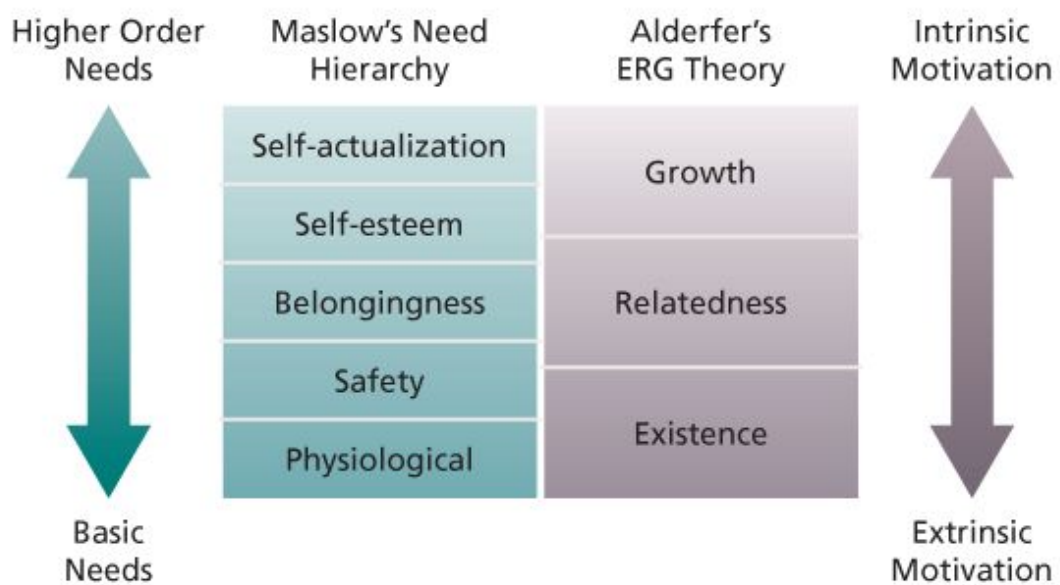 Higher Order
Needs
Maslow's Need
Hierarchy
Alderfer's
ERG Theory
Intrinsic
Motivation
Self-actualization
Self-esteem
Belongingness
Safety
Physiological
Growth
Relatedness
Existence
Basic
Needs
Extrinsic
Motivation